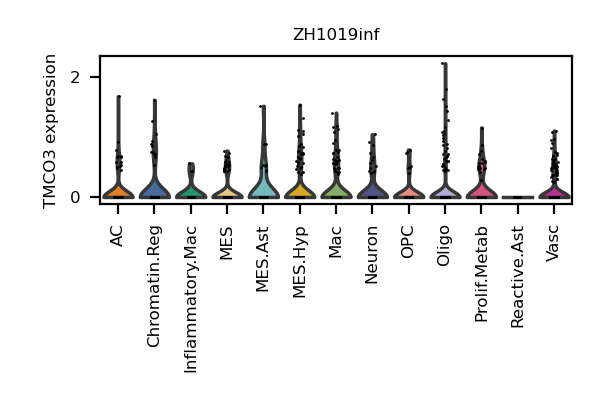 ZH1019inf
TMCO3 expression
2
0
AC
Chromatin.Reg
Inflammatory.Mac
MES
MES.Ast
MES.Hyp
Mac
Neuron
OPC
Oligo
Prolif.Metab
Reactive.Ast
Vasc